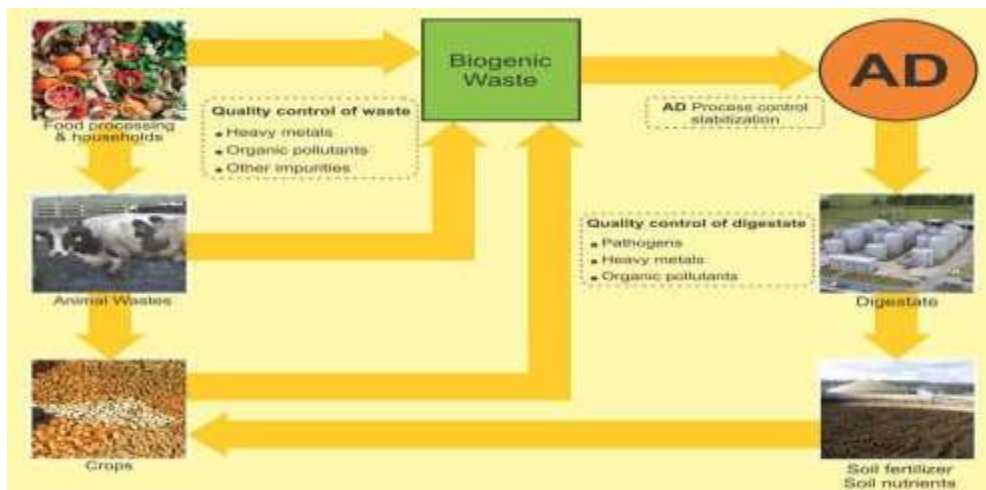 Biogenic
Waste
AD
Food processing
& households
Quality control of waste
• Heavy metals
• Organic pollutants
• Other impurities
AD Process control
stabilization
Animal Wastes
Quality control of digestate
• Pathogens
• Heavy metals
• Organic pollutants
Digestate
Crops
Soil fertilizer
Soil nutrients